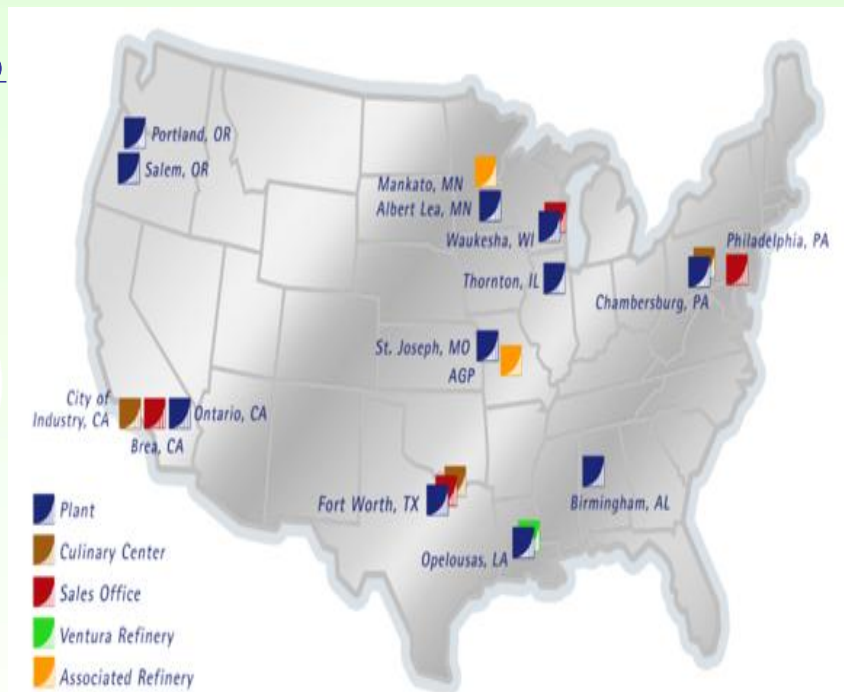 Portland, OR
Salem, OR
Mankato, MN
Albert Lea, MN
Waukesha, WI
Philadelphia, PA
Thornton, IL
Chambersburg, PA
St. Joseph, MO
AGP
City of
Industry, CA
Ontario, CA
Brea, CA
Fort Worth, TX
Birmingham, AL
Opelousas, LA
Plant
Culinary Center
Sales Office
Ventura Refinery
Associated Refinery